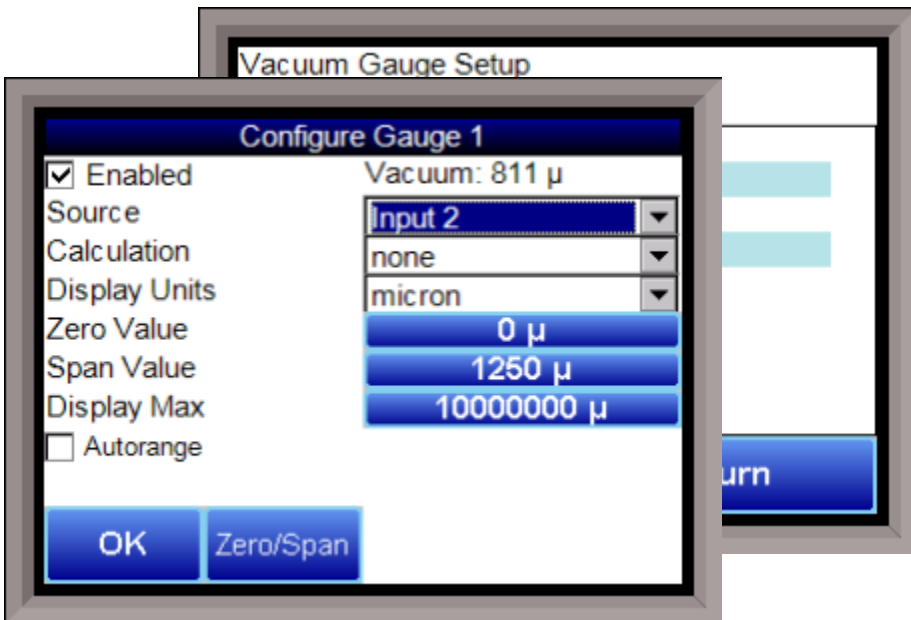 Vacuum Gauge Setup
Configure Gauge 1
Enabled Vacuum: 811 µ
Source Input 2
Calculation none
Display Units micron
Zero Value 0 µ
Span Value 1250 µ
Display Max 10000000 µ
Autorange
OK Zero/Span
urn